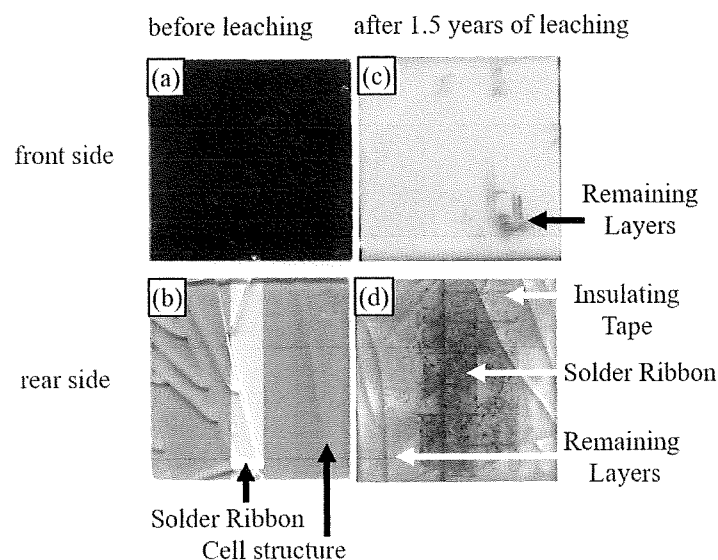 before leaching
after 1.5 years of leaching
(a)
(c)
front side
Remaining
Layers
(b)
(d)
Insulating
Tape
rear side
Solder Ribbon
Remaining
Layers
Solder Ribbon
Cell structure